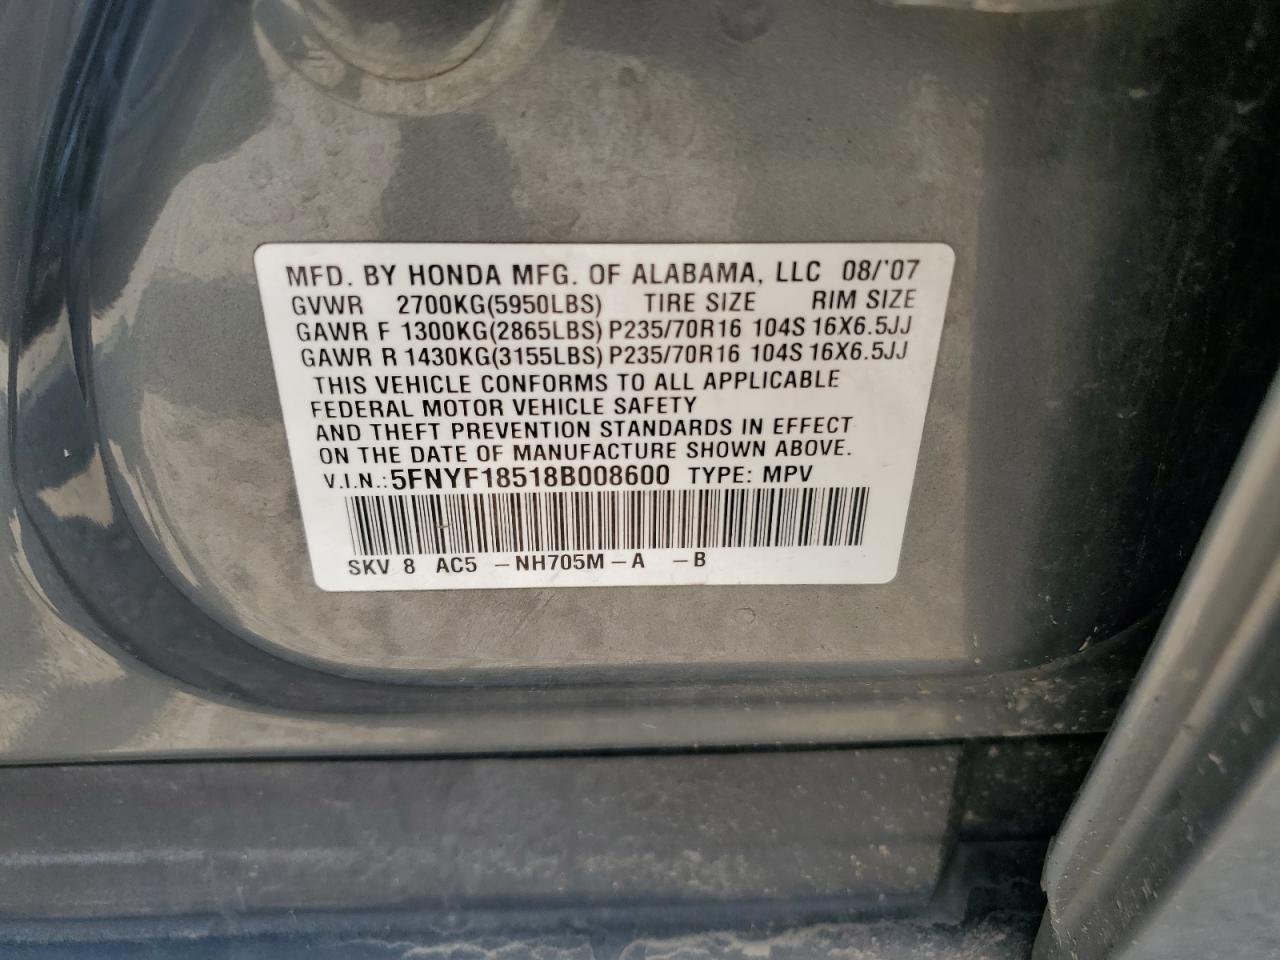 MFD. BY HONDA MFG. OF ALABAMA, LLC 08/'07
GVWR 2700KG(5950LBS) TIRE SIZE RIM SIZE
GAWR F 1300KG(2865LBS) P235/70R16 104S 16X6.5JJ
GAWR R 1430KG(3155LBS) P235/70R16 104S 16X6.5JJ
THIS VEHICLE CONFORMS TO ALL APPLICABLE
FEDERAL MOTOR VEHICLE SAFETY
AND THEFT PREVENTION STANDARDS IN EFFECT
ON THE DATE OF MANUFACTURE SHOWN ABOVE.
V.I.N.: 5FNYF18518B008600 TYPE: MPV
SKV 8 AC5 -NH705M-A -B